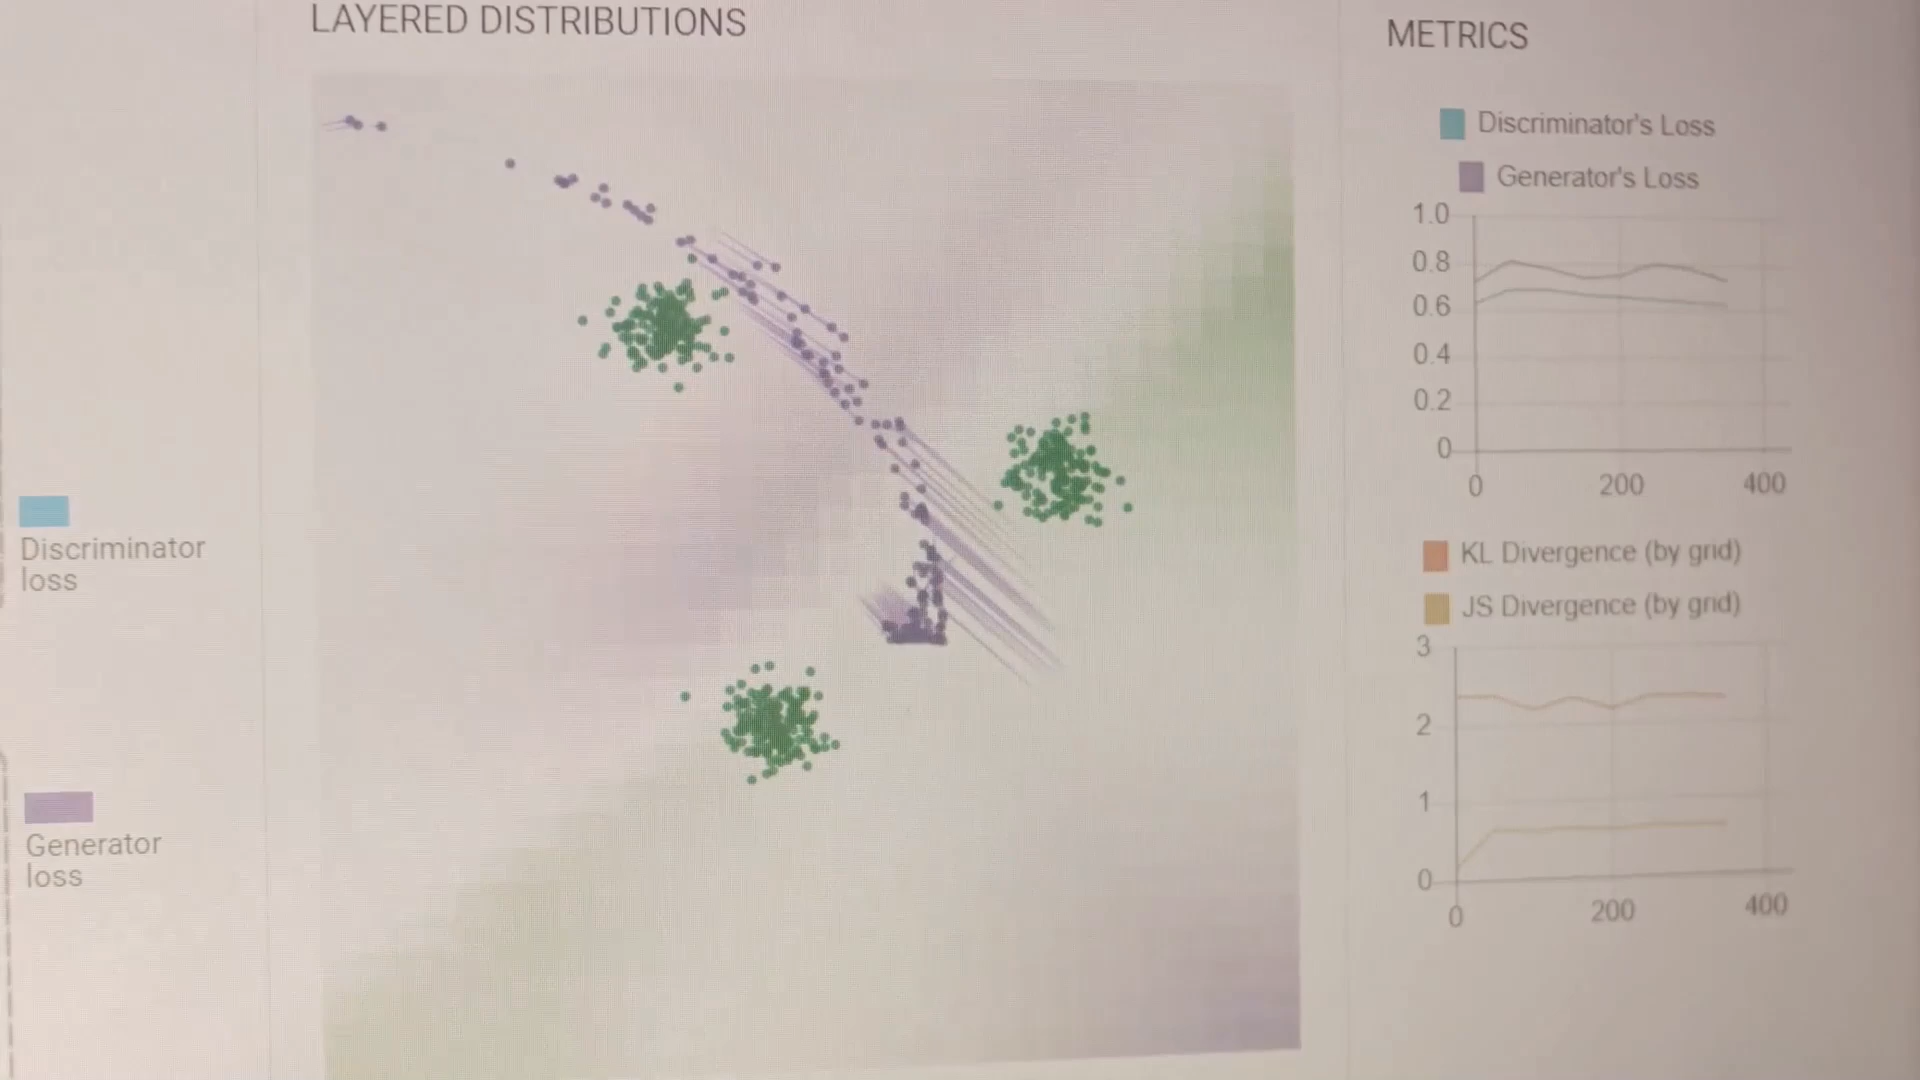 LAYERED DISTRIBUTIONS
Discriminator
loss
Generator
loss
METRICS
Discriminator's Loss
Generator's Loss
1.0
0.8
0.6
0.4
0.2
0
0 200 400
KL Divergence (by grid)
JS Divergence (by grid)
3
2
1
0
0 200 400